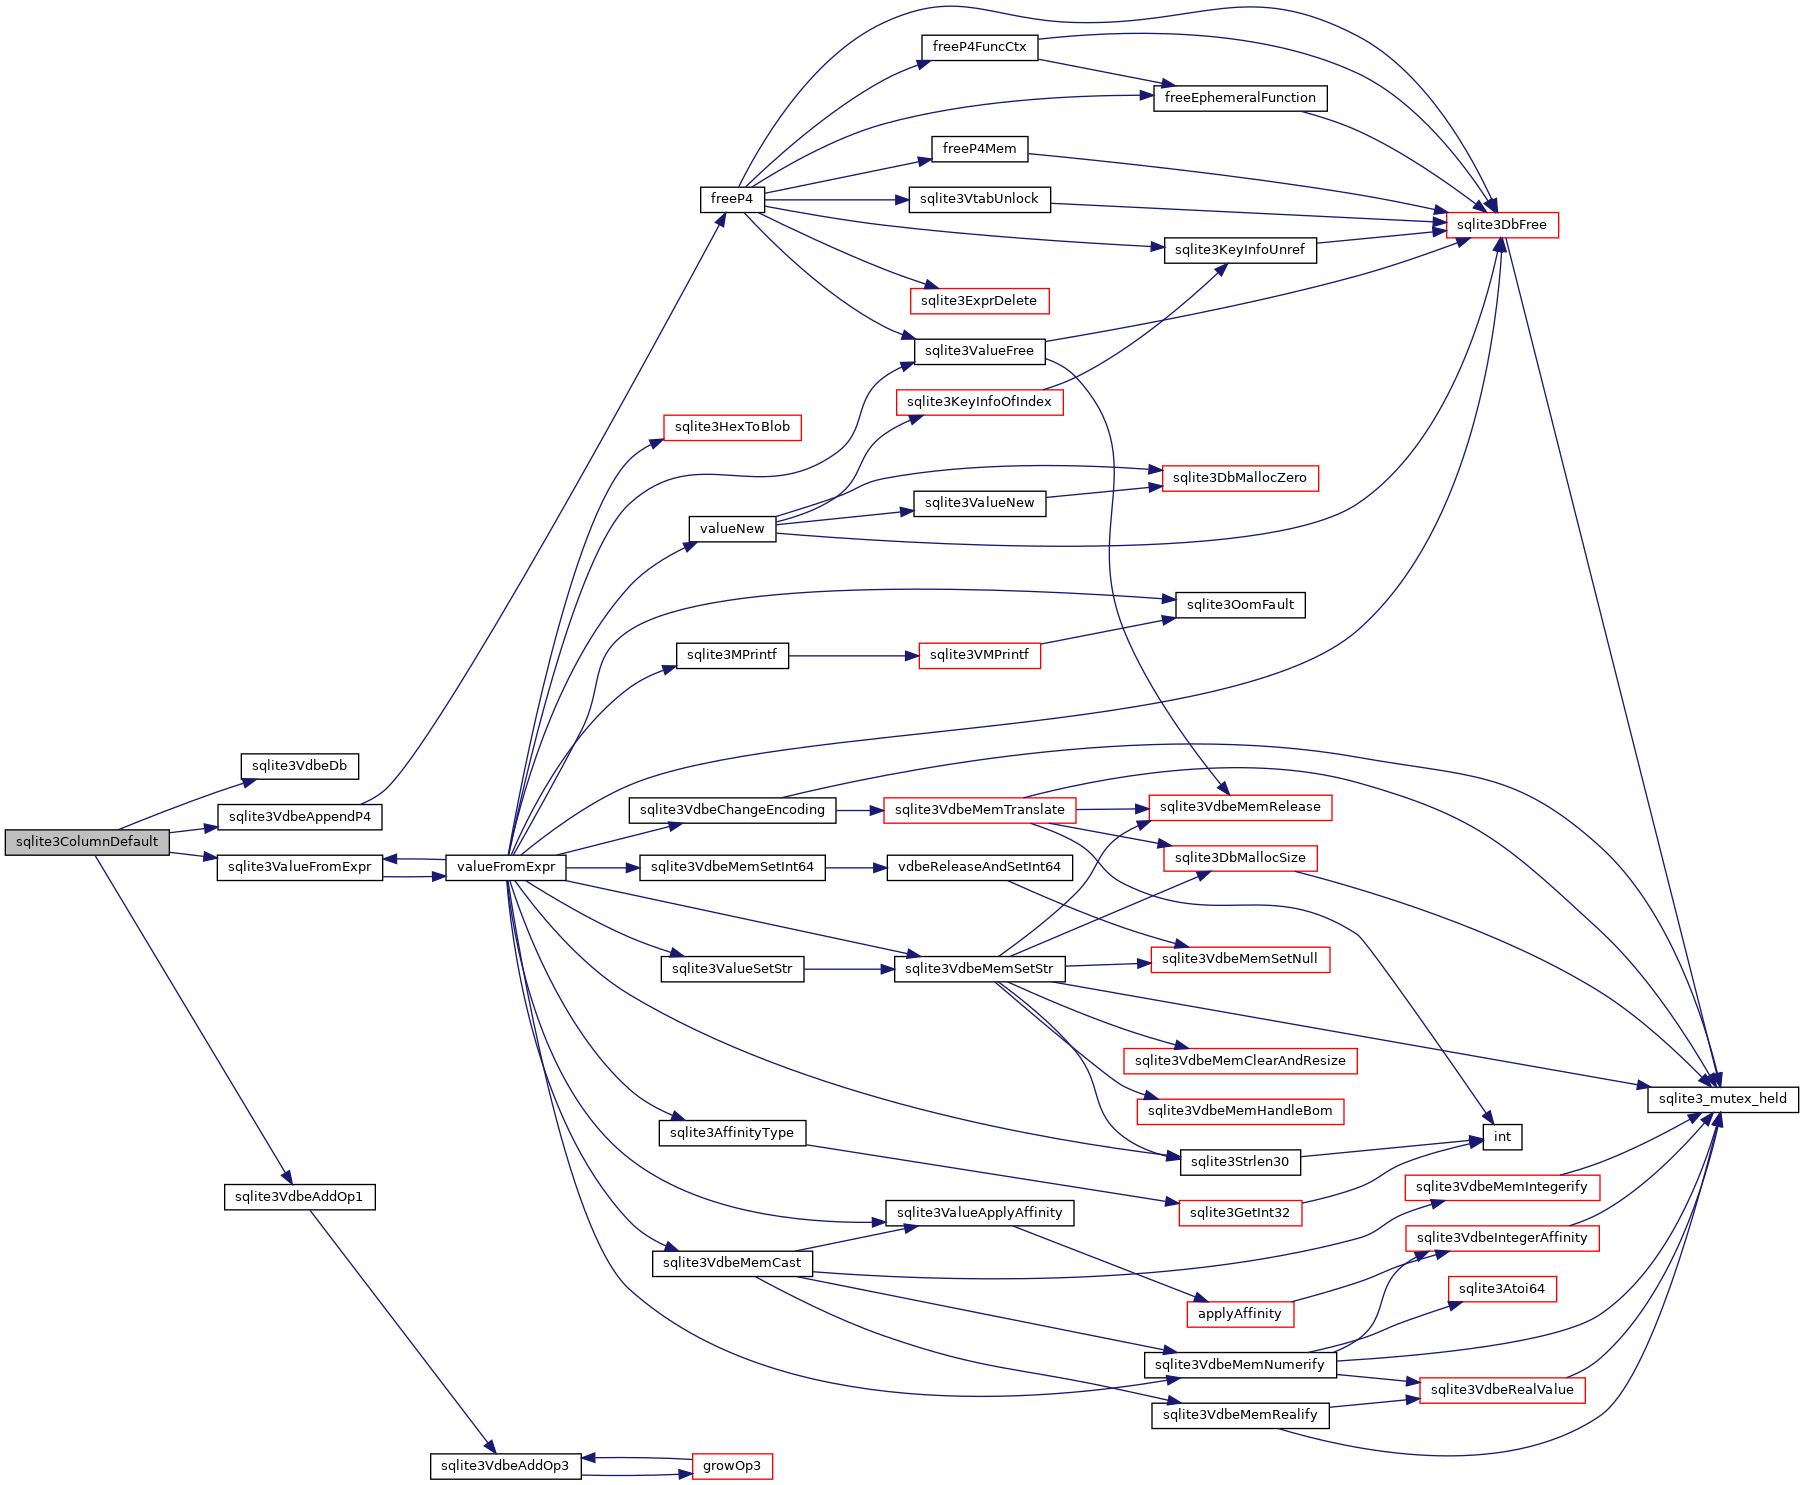 freeP4FuncCtx
freeEphemeralFunction
freeP4Mem
freeP4
sqlite3VtabUnlock
sqlite3DbFree
sqlite3KeyInfoUnref
sqlite3ExprDelete
sqlite3ValueFree
sqlite3KeyInfoOfIndex
sqlite3HexToBlob
sqlite3DbMallocZero
sqlite3ValueNew
valueNew
sqlite3OomFault
sqlite3MPrintf
sqlite3VMPrintf
sqlite3VdbeDb
sqlite3VdbeChangeEncoding
sqlite3VdbeMemTranslate
sqlite3VdbeMemRelease
sqlite3VdbeAppendP4
sqlite3ColumnDefault
sqlite3DbMallocSize
sqlite3ValueFromExpr
valueFromExpr
sqlite3VdbeMemSetInt64
vdbeReleaseAndSetInt64
sqlite3VdbeMemSetNull
sqlite3ValueSetStr
sqlite3VdbeMemSetStr
sqlite3VdbeMemClearAndResize
sqlite3_mutex_held
sqlite3VdbeMemHandleBom
sqlite3AffinityType
int
sqlite3Strlen30
sqlite3VdbeMemIntegerify
sqlite3VdbeAddOp1
sqlite3ValueApplyAffinity
sqlite3GetInt32
sqlite3VdbeIntegerAffinity
sqlite3VdbeMemCast
sqlite3Atoi64
applyAffinity
sqlite3VdbeMemNumerify
sqlite3VdbeRealValue
sqlite3VdbeMemRealify
sqlite3VdbeAddOp3
growOp3